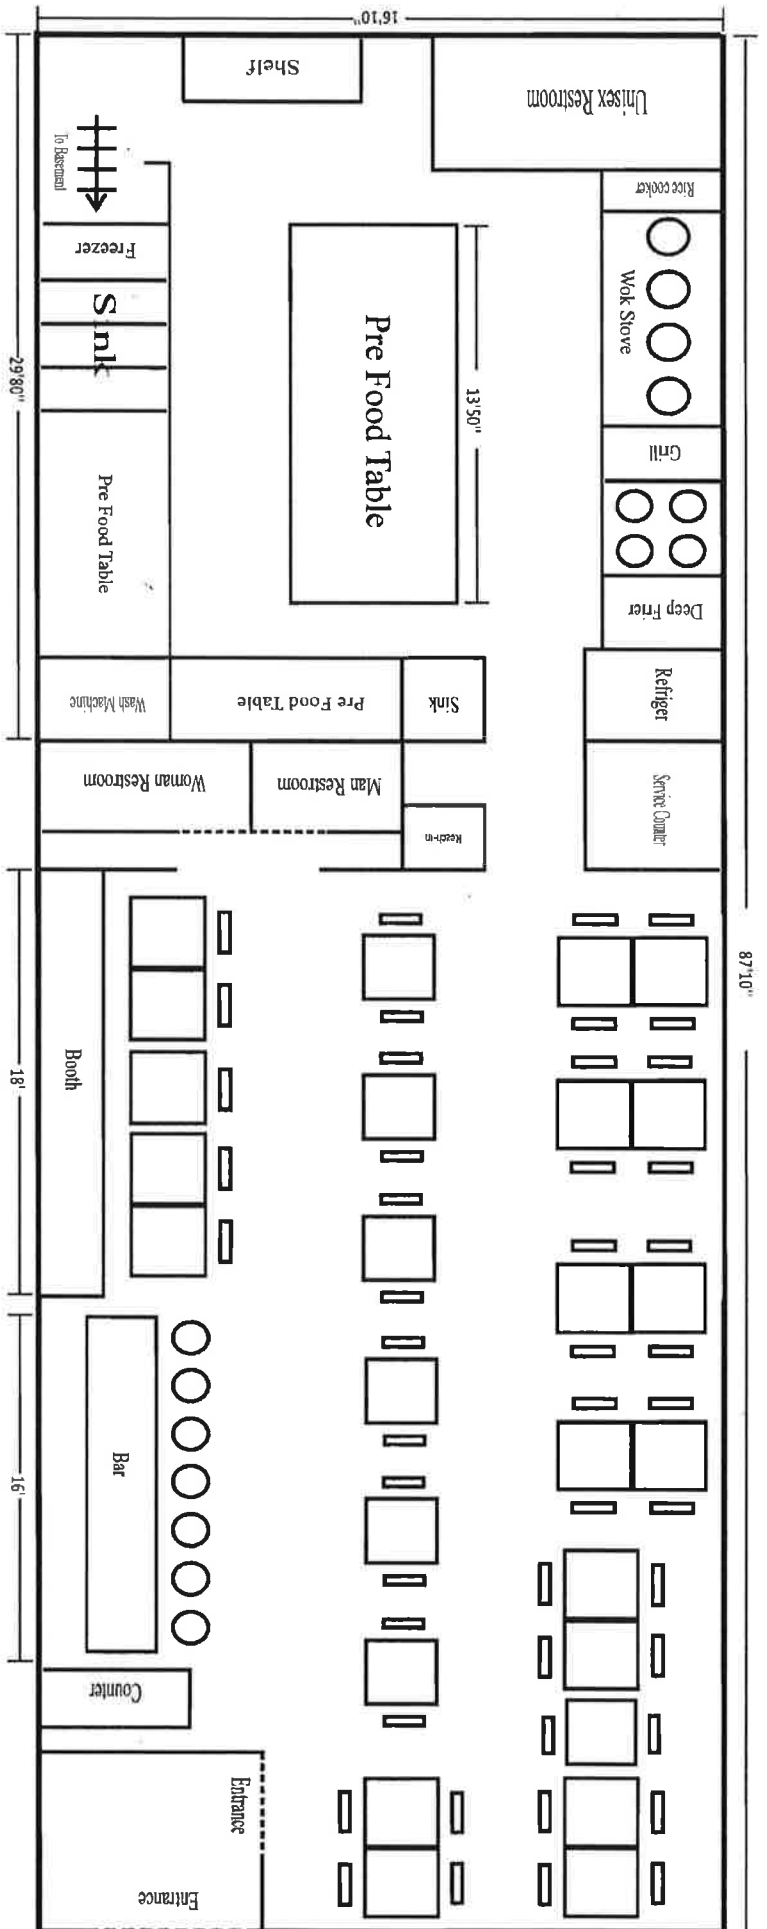 16'10"
Shelf
Unisex Restroom
To Basement
Rice cooker
Freezer
Wok Stove
Sink
Pre Food Table
13'50"
29'80"
Grill
Pre Food Table
Deep Frier
Wash Machine
Pre Food Table
Sink
Refriger
Woman Restroom
Man Restroom
Reach-in
Service Counter
87'10"
Booth
18'
Bar
16'
Counter
Entrance
Entrance